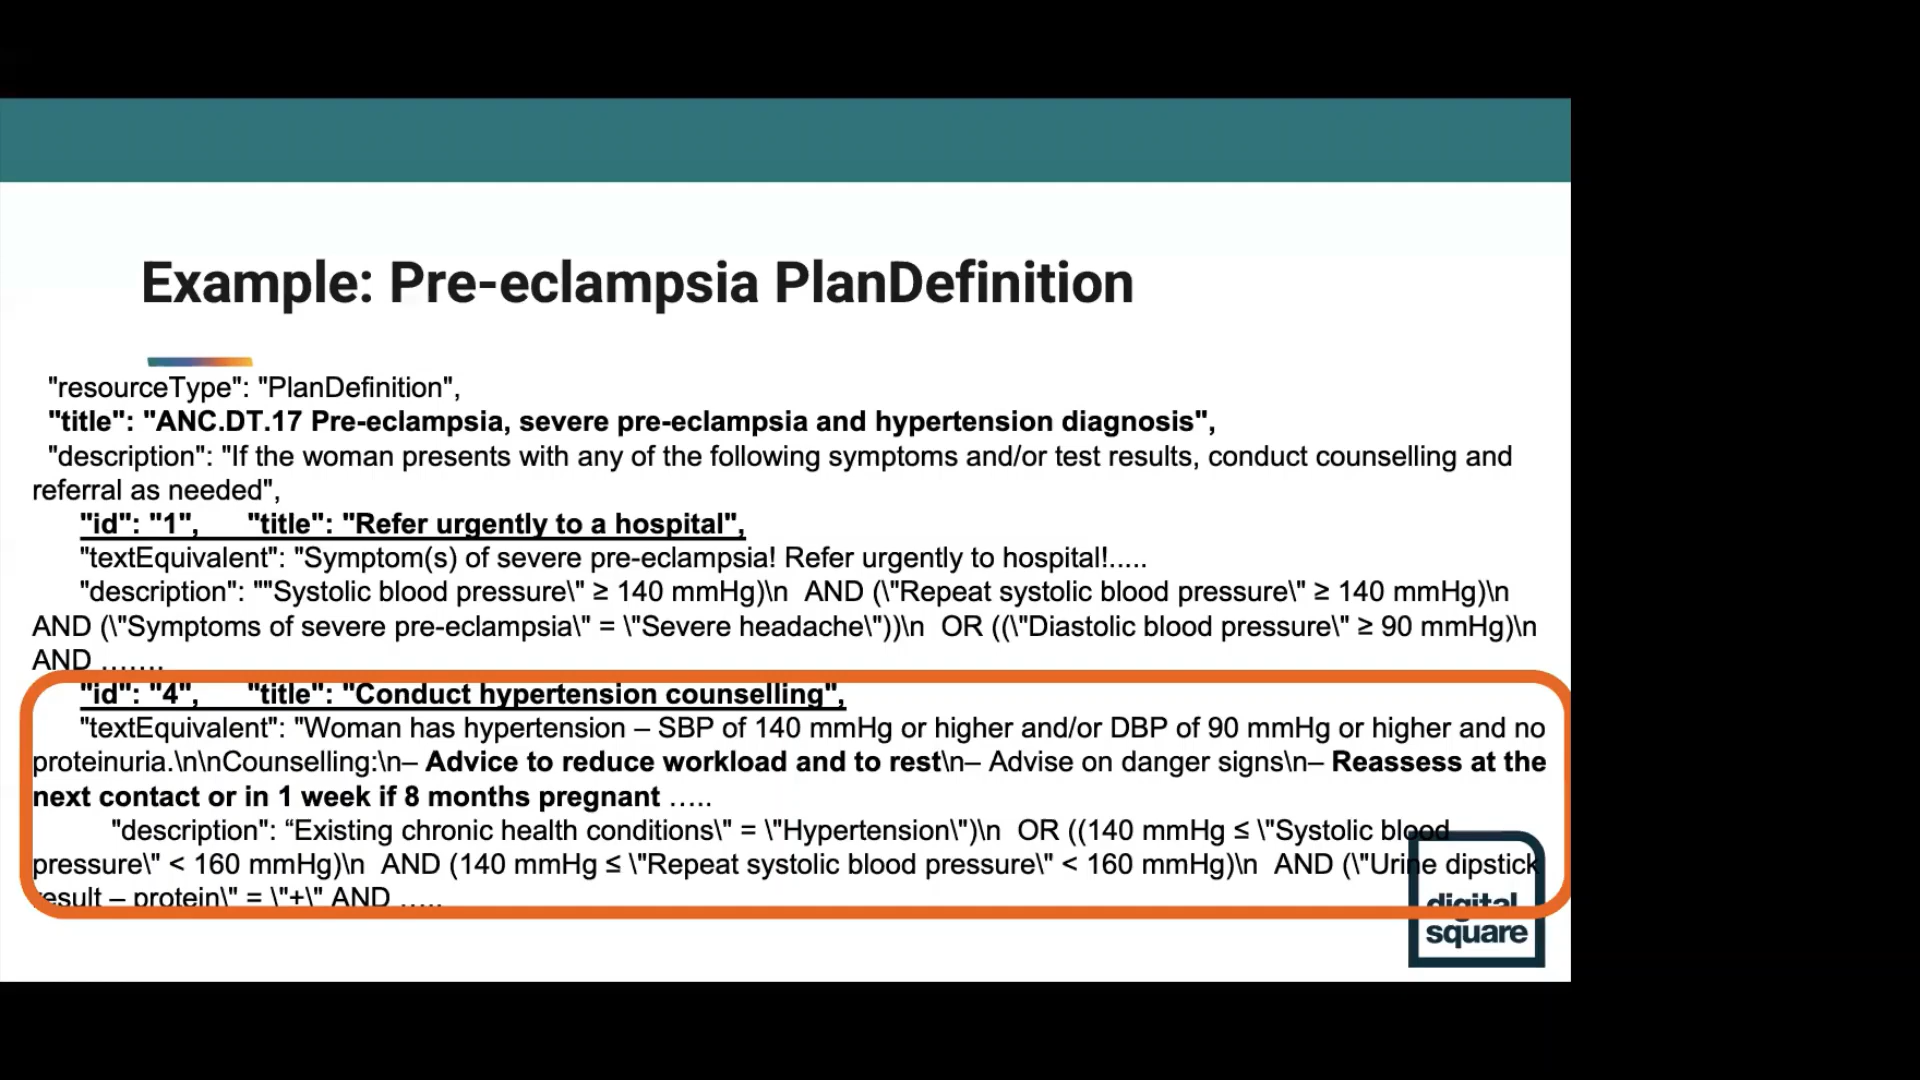 Example: Pre-eclampsia PlanDefinition
"resourceType": "PlanDefinition",
"title": "ANC.DT.17 Pre-eclampsia, severe pre-eclampsia and hypertension diagnosis",
"description": "If the woman presents with any of the following symptoms and/or test results, conduct counselling and
referral as needed",
"id": "1", "title": "Refer urgently to a hospital",
"textEquivalent": "Symptom(s) of severe pre-eclampsia! Refer urgently to hospital!.....
"description": ""Systolic blood pressure\" ≥ 140 mmHg)\n AND (\"Repeat systolic blood pressure\" ≥ 140 mmHg)\n
AND (\"Symptoms of severe pre-eclampsia\" = \"Severe headache\"))\n OR ((\"Diastolic blood pressure\" ≥ 90 mmHg)\n
AND …….
"id": "4", "title": "Conduct hypertension counselling",
"textEquivalent": "Woman has hypertension – SBP of 140 mmHg or higher and/or DBP of 90 mmHg or higher and no
proteinuria.\n\nCounselling:\n– Advice to reduce workload and to rest\n– Advise on danger signs\n– Reassess at the
next contact or in 1 week if 8 months pregnant …..
"description": “Existing chronic health conditions\" = \"Hypertension\")\n OR ((140 mmHg ≤ \"Systolic blood
pressure\" < 160 mmHg)\n AND (140 mmHg ≤ \"Repeat systolic blood pressure\" < 160 mmHg)\n AND (\"Urine dipstick
result – protein\" = \"+\" AND …..
digital
square